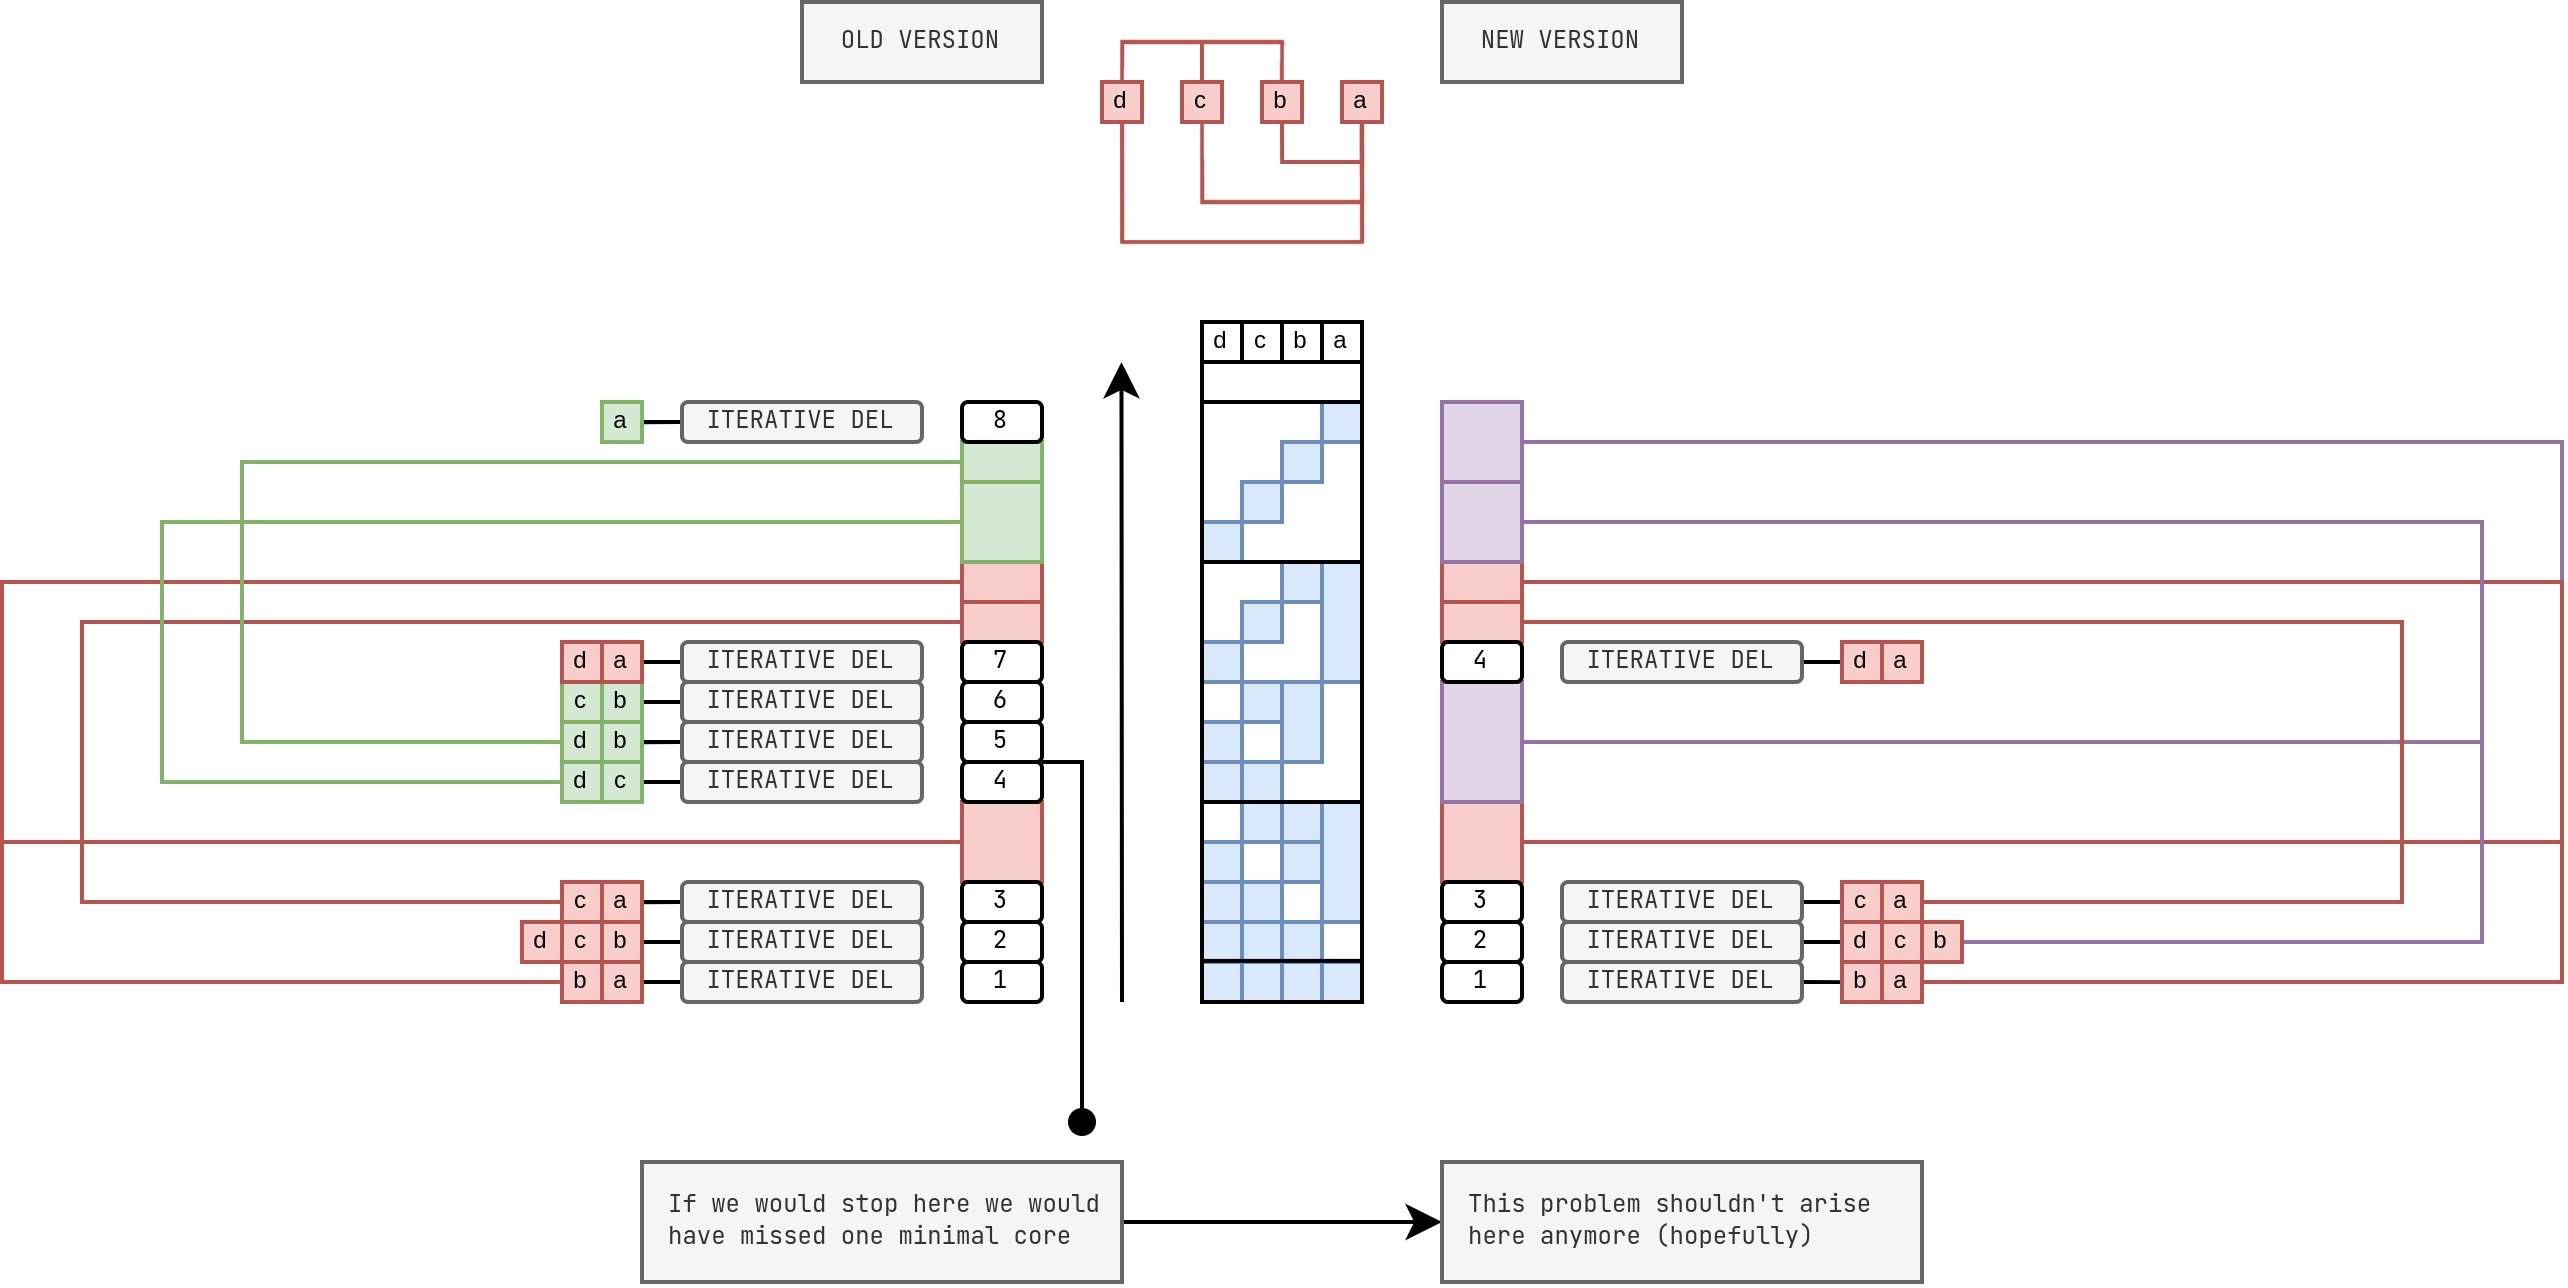 OLD VERSION
NEW VERSION
d c b a
d c b a
a ITERATIVE DEL 8
d a ITERATIVE DEL 7 4 ITERATIVE DEL d a
c b ITERATIVE DEL 6
d b ITERATIVE DEL 5
d c ITERATIVE DEL 4
c a ITERATIVE DEL 3 3 ITERATIVE DEL c a
d c b ITERATIVE DEL 2 2 ITERATIVE DEL d c b
b a ITERATIVE DEL 1 1 ITERATIVE DEL b a
If we would stop here we would
have missed one minimal core
This problem shouldn't arise
here anymore (hopefully)